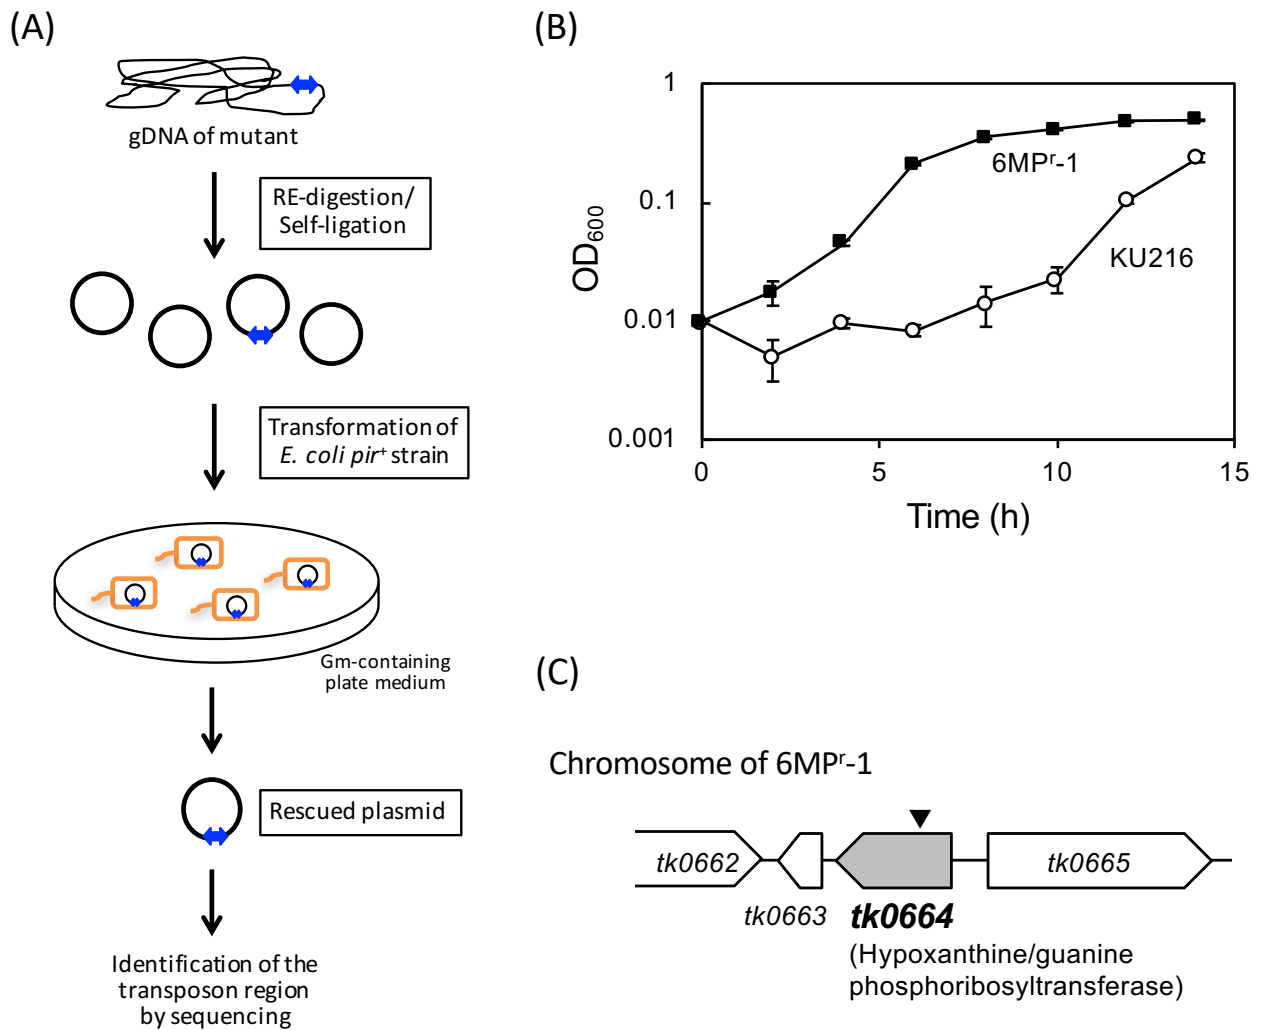 (A)
gDNA of mutant
RE-digestion/
Self-ligation
Transformation of
E. coli pir⁺ strain
Gm-containing
plate medium
Rescued plasmid
Identification of the
transposon region
by sequencing
(B)
1
0.1
0.01
0.001
OD₆₀₀
6MPʳ-1
KU216
0
5
10
15
Time (h)
(C)
Chromosome of 6MPʳ-1
tk0662
tk0663
tk0664
tk0665
(Hypoxanthine/guanine
phosphoribosyltransferase)